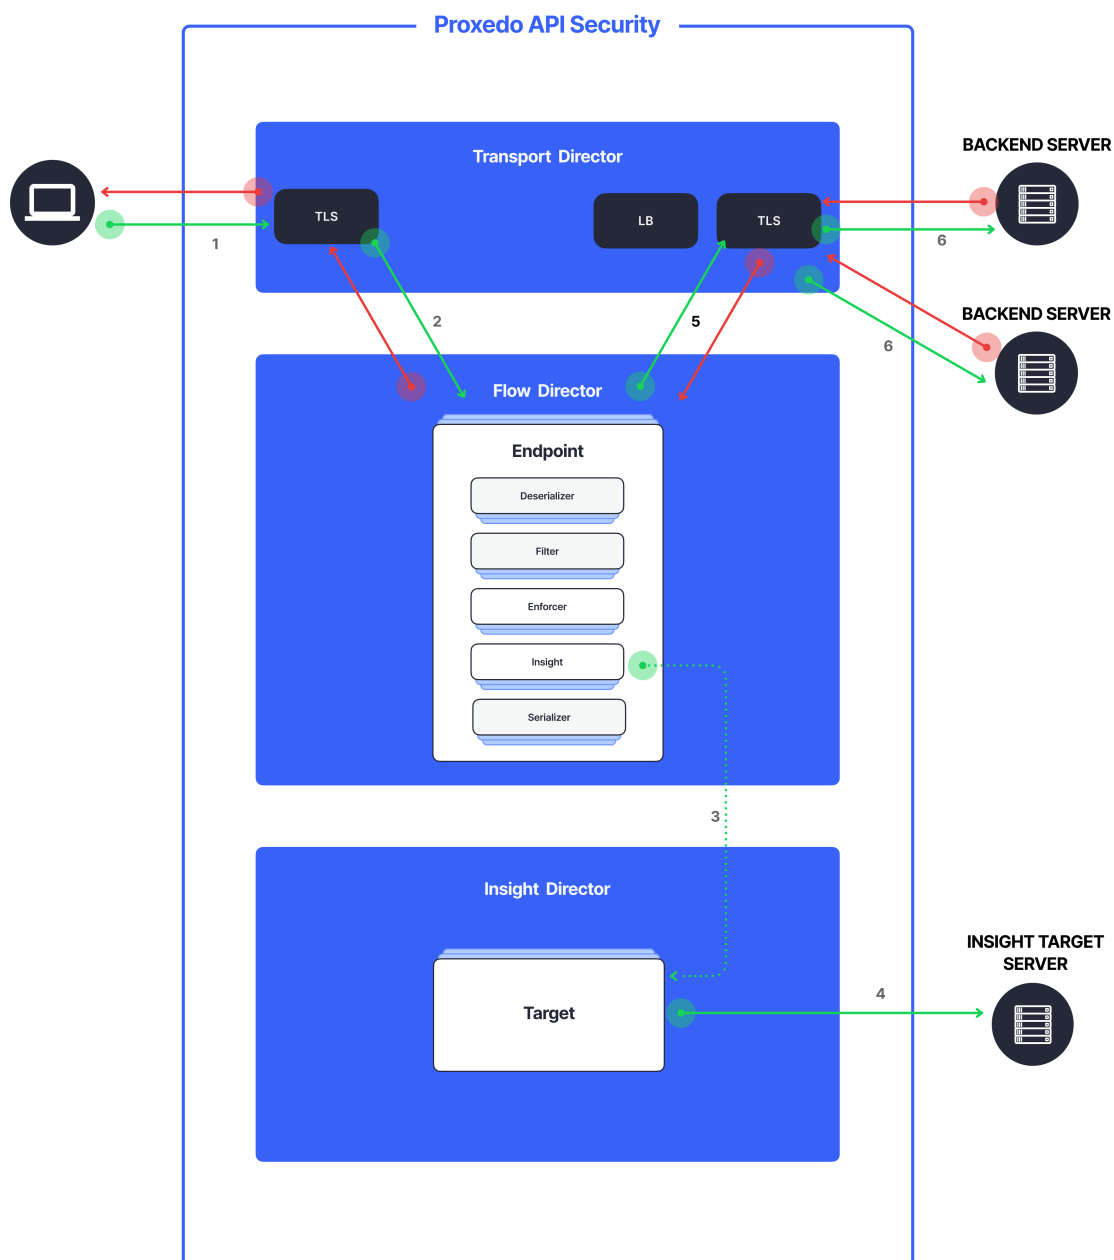 Proxedo API Security
Transport Director
BACKEND SERVER
TLS
LB
TLS
1
6
2
5
BACKEND SERVER
6
Flow Director
Endpoint
Deserializer
Filter
Enforcer
Insight
Serializer
3
Insight Director
INSIGHT TARGET
SERVER
4
Target